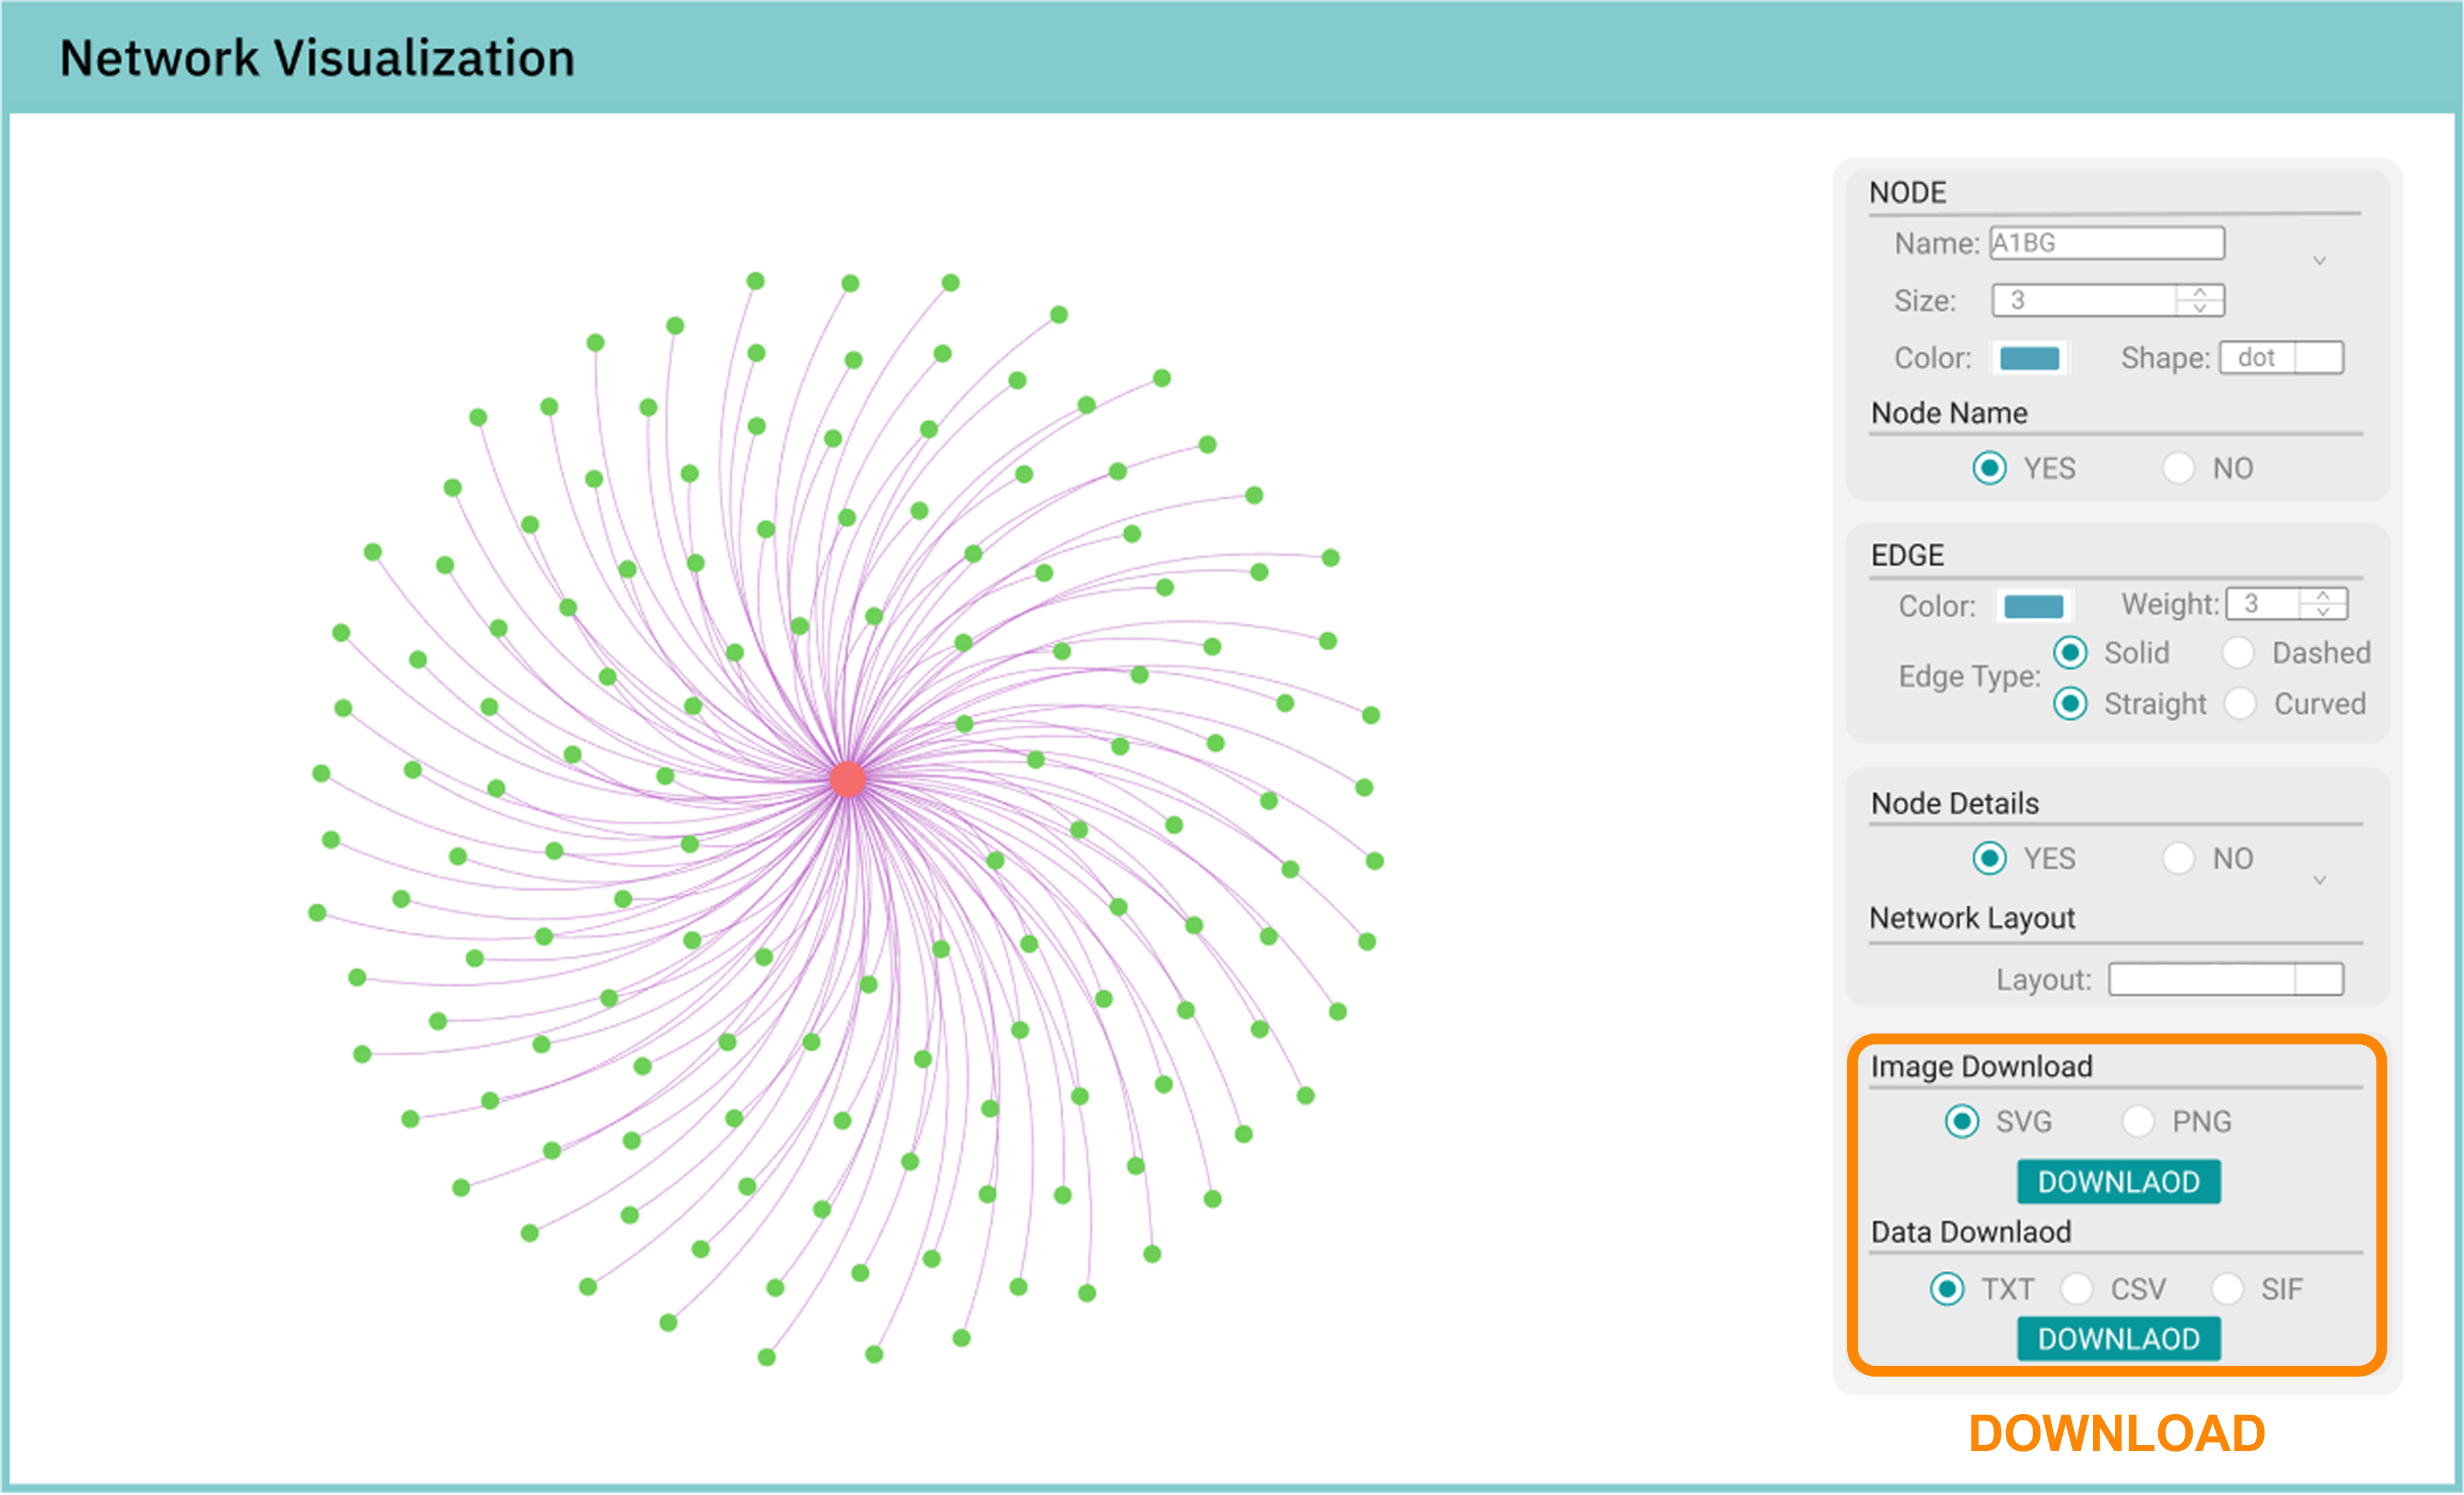 Network Visualization
NODE
Name: A1BG
Size: 3
Color: Shape: dot
Node Name
YES NO
EDGE
Color: Weight: 3
Solid Dashed
Edge Type:
Straight Curved
Node Details
YES NO
Network Layout
Layout:
Image Download
SVG PNG
DOWNLAOD
Data Downlaod
TXT CSV SIF
DOWNLAOD
DOWNLOAD